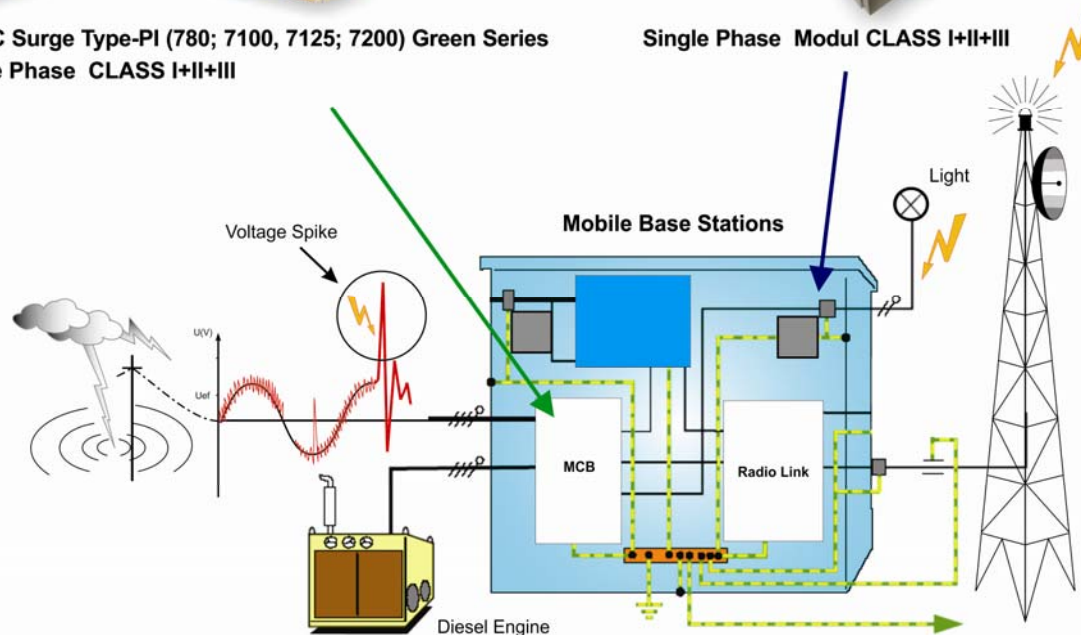 C Surge Type-PI (780; 7100, 7125; 7200) Green Series
e Phase CLASS I+II+III
Single Phase Modul CLASS I+II+III
Light
Mobile Base Stations
Voltage Spike
U(V)
Uef
MCB
Radio Link
Diesel Engine